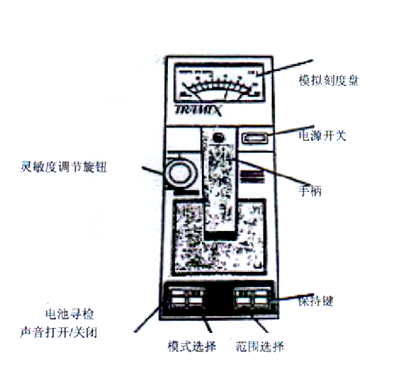 模拟刻度盘
TRAMEX
电源开关
灵敏度调节旋钮
手柄
保持键
电池寻检
声音打开/关闭
模式选择
范围选择